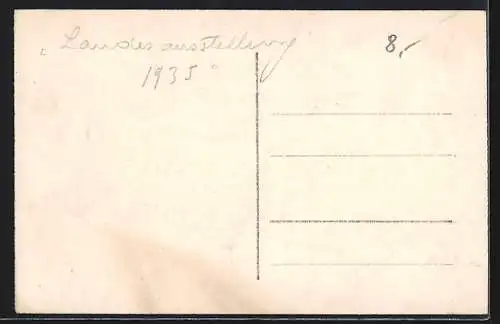 „Landesausstellung
1935“
8,-